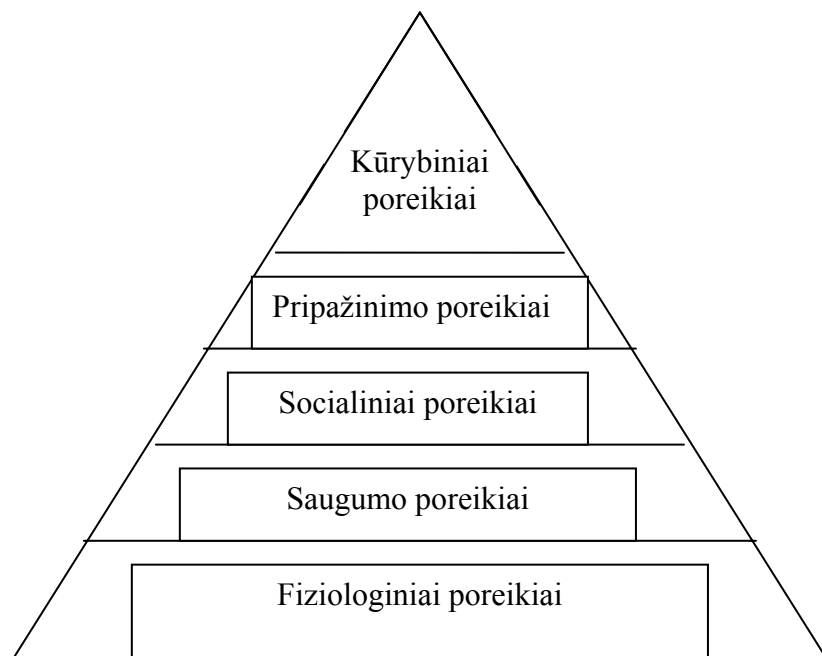 Kūrybiniai
poreikiai
Pripažinimo poreikiai
Socialiniai poreikiai
Saugumo poreikiai
Fiziologiniai poreikiai